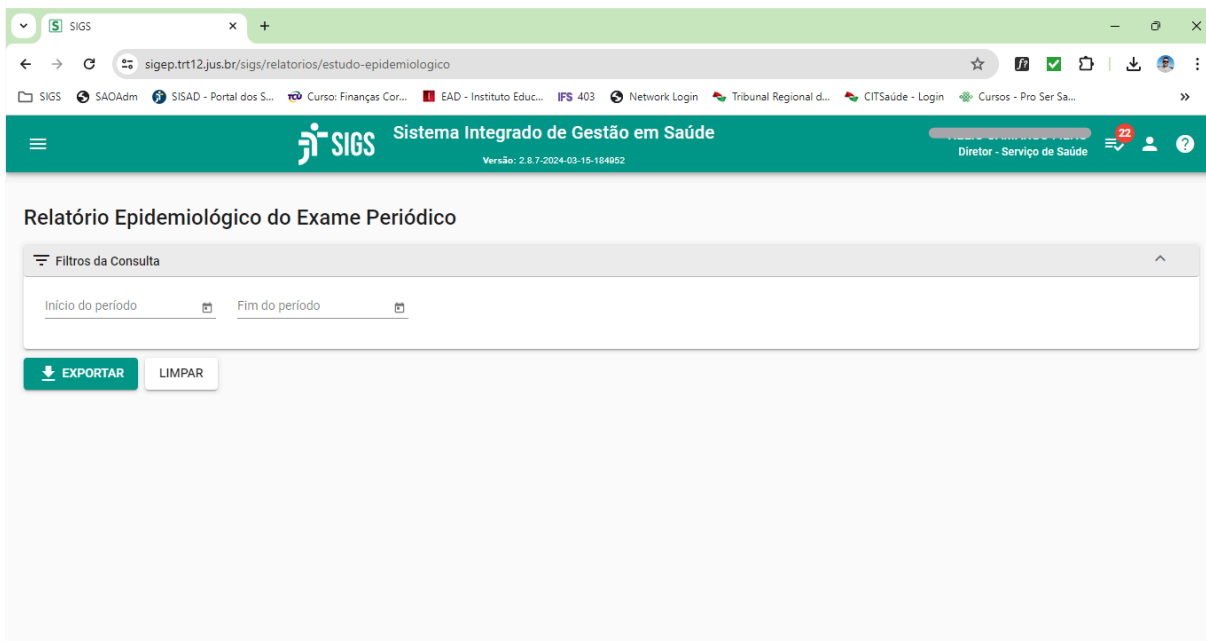 SIGS
sigep.trt12.jus.br/sigs/relatorios/estudo-epidemiologico
SIGS SAOAdm SISAD - Portal dos S... TCU Curso: Finanças Cor... EAD - Instituto Educ... IFS 403 Network Login Tribunal Regional d... CITSaúde - Login Cursos - Pro Ser Sa... »
jt SIGS Sistema Integrado de Gestão em Saúde
Versão: 2.8.7-2024-03-15-184952
Diretor - Serviço de Saúde
22
Relatório Epidemiológico do Exame Periódico
Filtros da Consulta
Início do período Fim do período
EXPORTAR LIMPAR